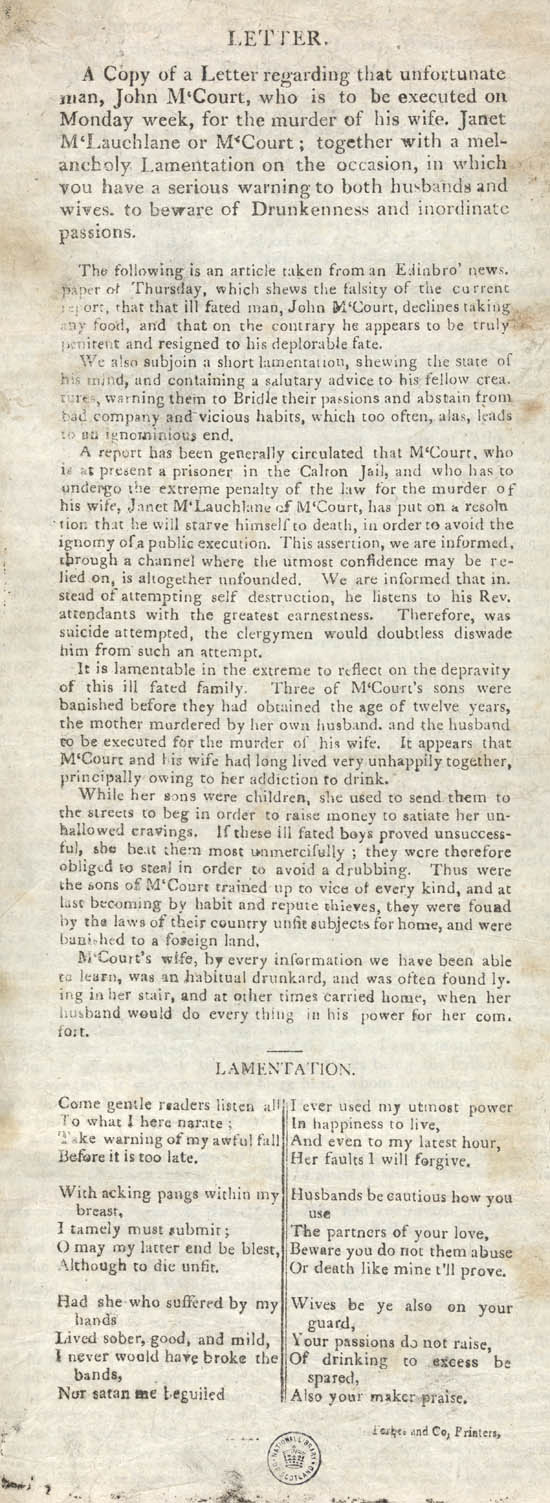 LETTER.
A Copy of a Letter regarding that unfortunate
man, John M‘Court, who is to be executed on
Monday week, for the murder of his wife. Janet
M‘Lauchlane or M‘Court; together with a mel-
ancholy Lamentation on the occasion, in which
you have a serious warning to both husbands and
wives. to beware of Drunkenness and inordinate
passions.
The following is an article taken from an Edinbro' news.
paper of Thursday, which shews the falsity of the current
report, that that ill fated man, John M‘Court, declines taking
any food, and that on the contrary he appears to be truly
penitent and resigned to his deplorable fate.
We also subjoin a short lamentation, shewing the state of
his mind, and containing a salutary advice to his fellow crea.
tures, warning them to Bridle their passions and abstain from
bad company and vicious habits, which too often, alas, leads
to an ignominious end.
A report has been generally circulated that M‘Court, who
is at present a prisoner in the Calton Jail, and who has to
undergo the extreme penalty of the law for the murder of
his wife, Janet M‘Lauchlane of M‘Court, has put on a resolu
tion that he will starve himself to death, in order to avoid the
ignomy of a public execution. This assertion, we are informed,
through a channel where the utmost confidence may be re-
lied on, is altogether unfounded. We are informed that in.
stead of attempting self destruction, he listens to his Rev.
attendants with the greatest earnestness. Therefore, was
suicide attempted, the clergymen would doubtless diswade
him from such an attempt.
It is lamentable in the extreme to reflect on the depravity
of this ill fated family. Three of M‘Court's sons were
banished before they had obtained the age of twelve years,
the mother murdered by her own husband. and the husband
to be executed for the murder of his wife. It appears that
M‘Court and his wife had long lived very unhappily together,
principally owing to her addiction to drink.
While her sons were children, she used to send them to
the streets to beg in order to raise money to satiate her un-
hallowed cravings. If these ill fated boys proved unsuccess-
ful, she beat them most unmercifully; they were therefore
obliged to steal in order to avoid a drubbing. Thus were
the sons of M‘Court trained up to vice of every kind, and at
last becoming by habit and repute thieves, they were found
by the laws of their country unfit subjects for home, and were
banished to a foreign land.
M‘Court's wife, by every information we have been able
to learn, was an habitual drunkard, and was often found ly.
ing in her stair, and at other times carried home, when her
husband would do every thing in his power for her com.
fort.
LAMENTATION.
Come gentle readers listen all
To what I here narate;
Take warning of my awful fall
Before it is too late.
With acking pangs within my
breast,
I tamely must submit;
O may my latter end be blest,
Although to die unfit.
Had she who suffered by my
hands
Lived sober, good, and mild,
I never would have broke the
bands,
Nor satan me beguiled
I ever used my utmost power
In happiness to live,
And even to my latest hour,
Her faults I will forgive.
Husbands be cautious how you
use
The partners of your love,
Beware you do not them abuse
Or death like mine t'll prove.
Wives be ye also on your
guard,
Your passions do not raise,
Of drinking to excess be
spared,
Also your maker praise.
Forbes and Co, Printers,
NATIONAL LIBRARY
OF SCOTLAND